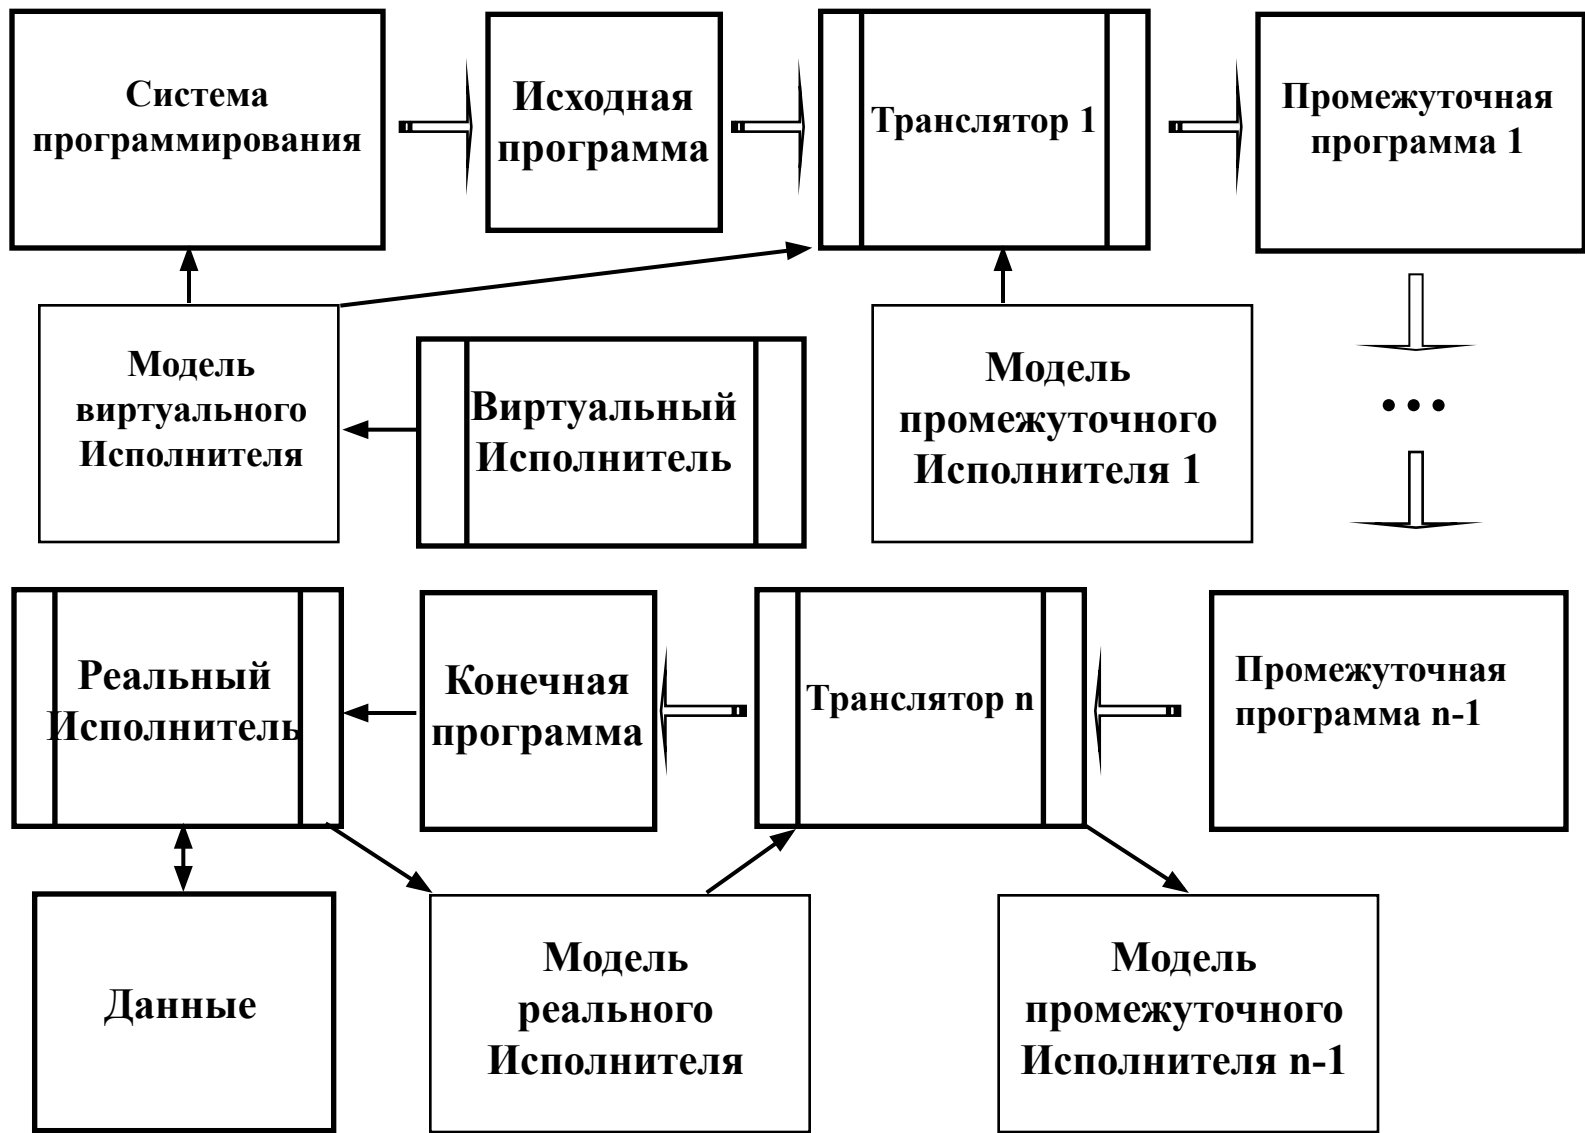 Система
программирования
Исходная
программа
Транслятор 1
Промежуточная
программа 1
Модель
виртуального
Исполнителя
Виртуальный
Исполнитель
Модель
промежуточного
Исполнителя 1
•••
Реальный
Исполнитель
Конечная
программа
Транслятор n
Промежуточная
программа n-1
Данные
Модель
реального
Исполнителя
Модель
промежуточного
Исполнителя n-1